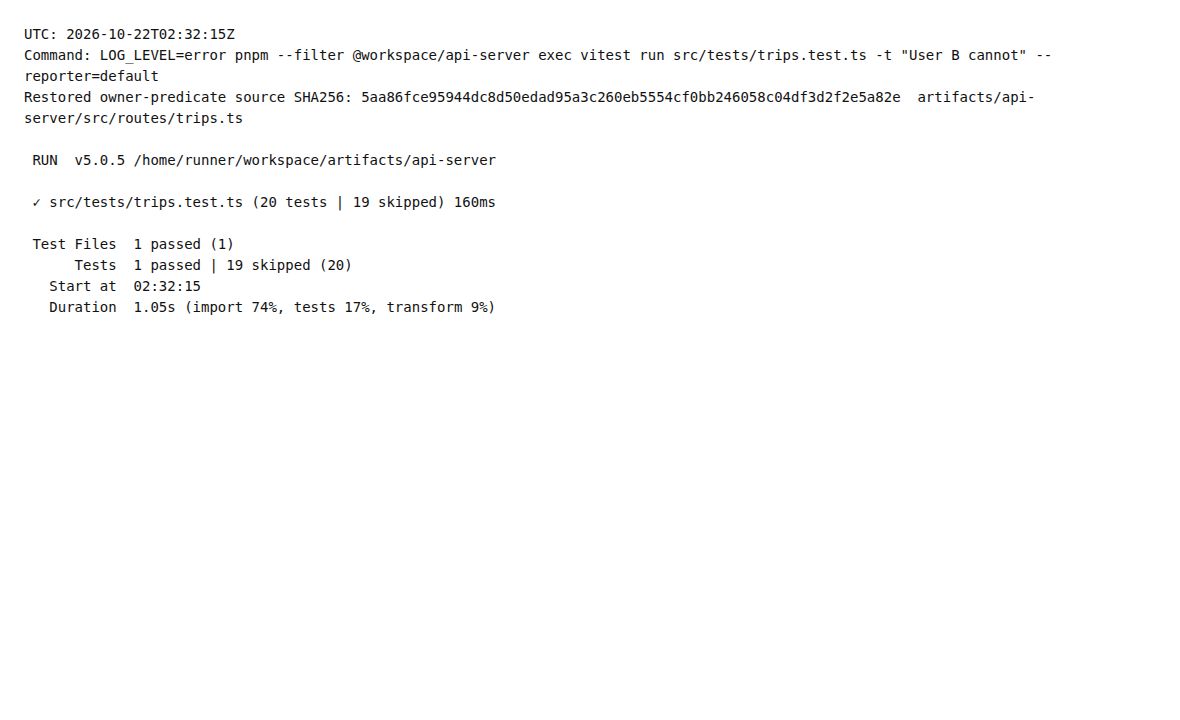 UTC: 2026-10-22T02:32:15Z
Command: LOG_LEVEL=error pnpm --filter @workspace/api-server exec vitest run src/tests/trips.test.ts -t "User B cannot" --
reporter=default
Restored owner-predicate source SHA256: 5aa86fce95944dc8d50edad95a3c260eb5554cf0bb246058c04df3d2f2e5a82e  artifacts/api-
server/src/routes/trips.ts
RUN  v5.0.5 /home/runner/workspace/artifacts/api-server
✓ src/tests/trips.test.ts (20 tests | 19 skipped) 160ms
Test Files  1 passed (1)
Tests  1 passed | 19 skipped (20)
Start at  02:32:15
Duration  1.05s (import 74%, tests 17%, transform 9%)